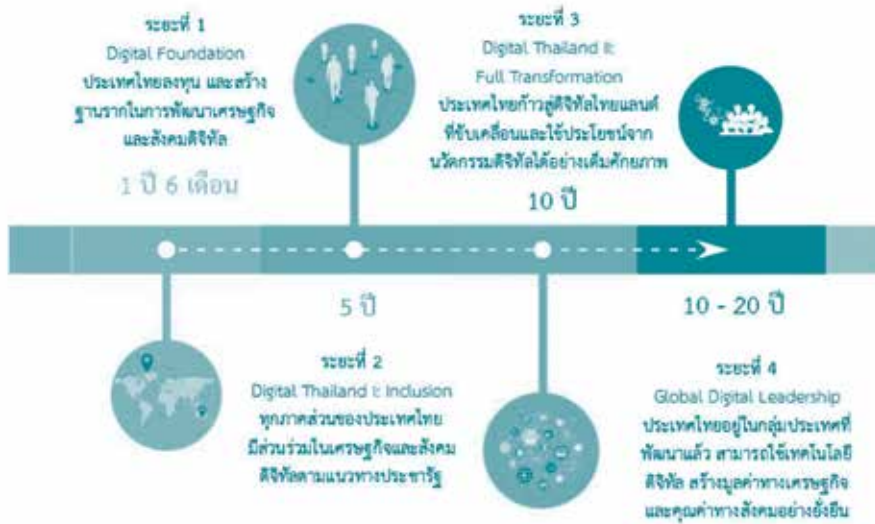 ระยะที่ 1
Digital Foundation
ประเทศไทยลงทุน และสร้าง
ฐานรากในการพัฒนาเศรษฐกิจ
และสังคมดิจิทัล
1 ปี 6 เดือน
5 ปี
ระยะที่ 2
Digital Thailand I: Inclusion
ทุกภาคส่วนของประเทศไทย
มีส่วนร่วมในเศรษฐกิจและสังคม
ดิจิทัลตามแนวทางประชารัฐ
ระยะที่ 3
Digital Thailand II:
Full Transformation
ประเทศไทยก้าวสู่ดิจิทัลไทยแลนด์
ที่ขับเคลื่อนและใช้ประโยชน์จาก
นวัตกรรมดิจิทัลได้อย่างเต็มศักยภาพ
10 ปี
10 - 20 ปี
ระยะที่ 4
Global Digital Leadership
ประเทศไทยอยู่ในกลุ่มประเทศที่
พัฒนาแล้ว สามารถใช้เทคโนโลยี
ดิจิทัล สร้างมูลค่าทางเศรษฐกิจ
และคุณค่าทางสังคมอย่างยั่งยืน